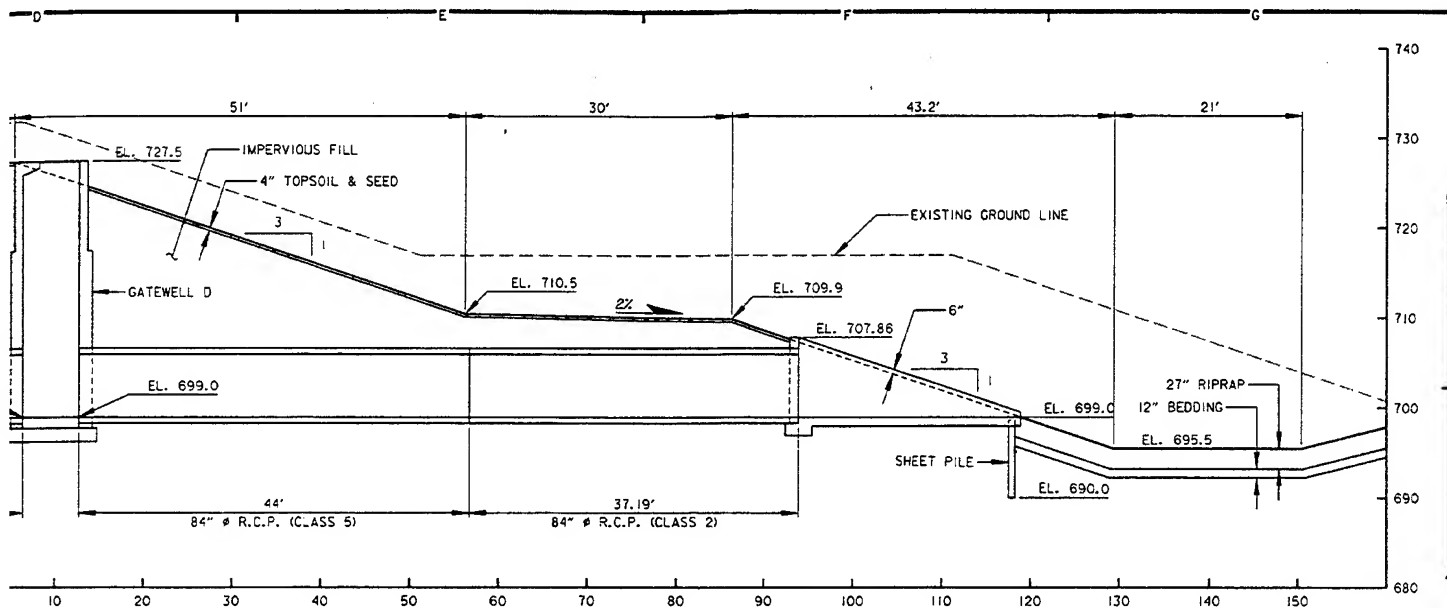 D E F G
740
51' 30' 43.2' 21'
730
EL. 727.5
IMPERVIOUS FILL
4" TOPSOIL & SEED
EXISTING GROUND LINE
3
1
720
GATEWELL D
EL. 710.5
2%
EL. 709.9
6"
710
EL. 707.86
3
1
EL. 699.0
27" RIPRAP
EL. 699.0
12" BEDDING
700
EL. 695.5
SHEET PILE
EL. 690.0
690
44'
84" ø R.C.P. (CLASS 5)
37.19'
84" ø R.C.P. (CLASS 2)
680
10 20 30 40 50 60 70 80 90 100 110 120 130 140 150